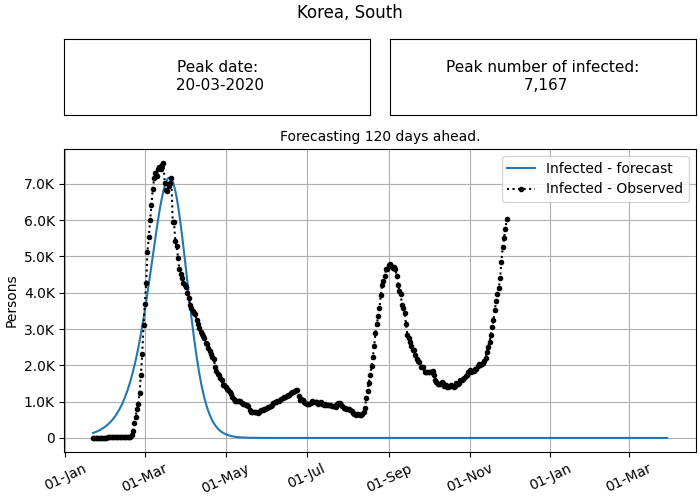 Korea, South
Peak date:
20-03-2020
Peak number of infected:
7,167
Forecasting 120 days ahead.
Infected - forecast
Infected - Observed
7.0K
6.0K
5.0K
4.0K
3.0K
2.0K
1.0K
0
Persons
01-Jan
01-Mar
01-May
01-Jul
01-Sep
01-Nov
01-Jan
01-Mar